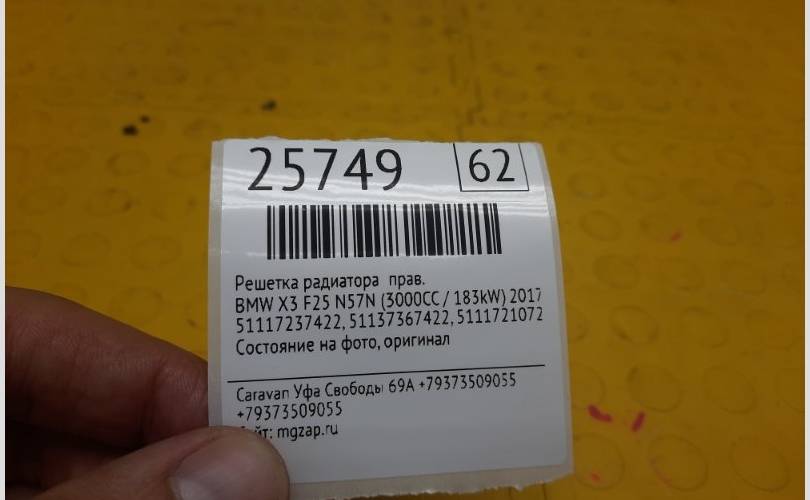 25749 62
Решетка радиатора прав.
BMW X3 F25 N57N (3000CC / 183kW) 2017
51117237422, 51137367422, 5111721072
Состояние на фото, оригинал
Caravan Уфа Свободы 69А +79373509055
+79373509055
mgzap.ru